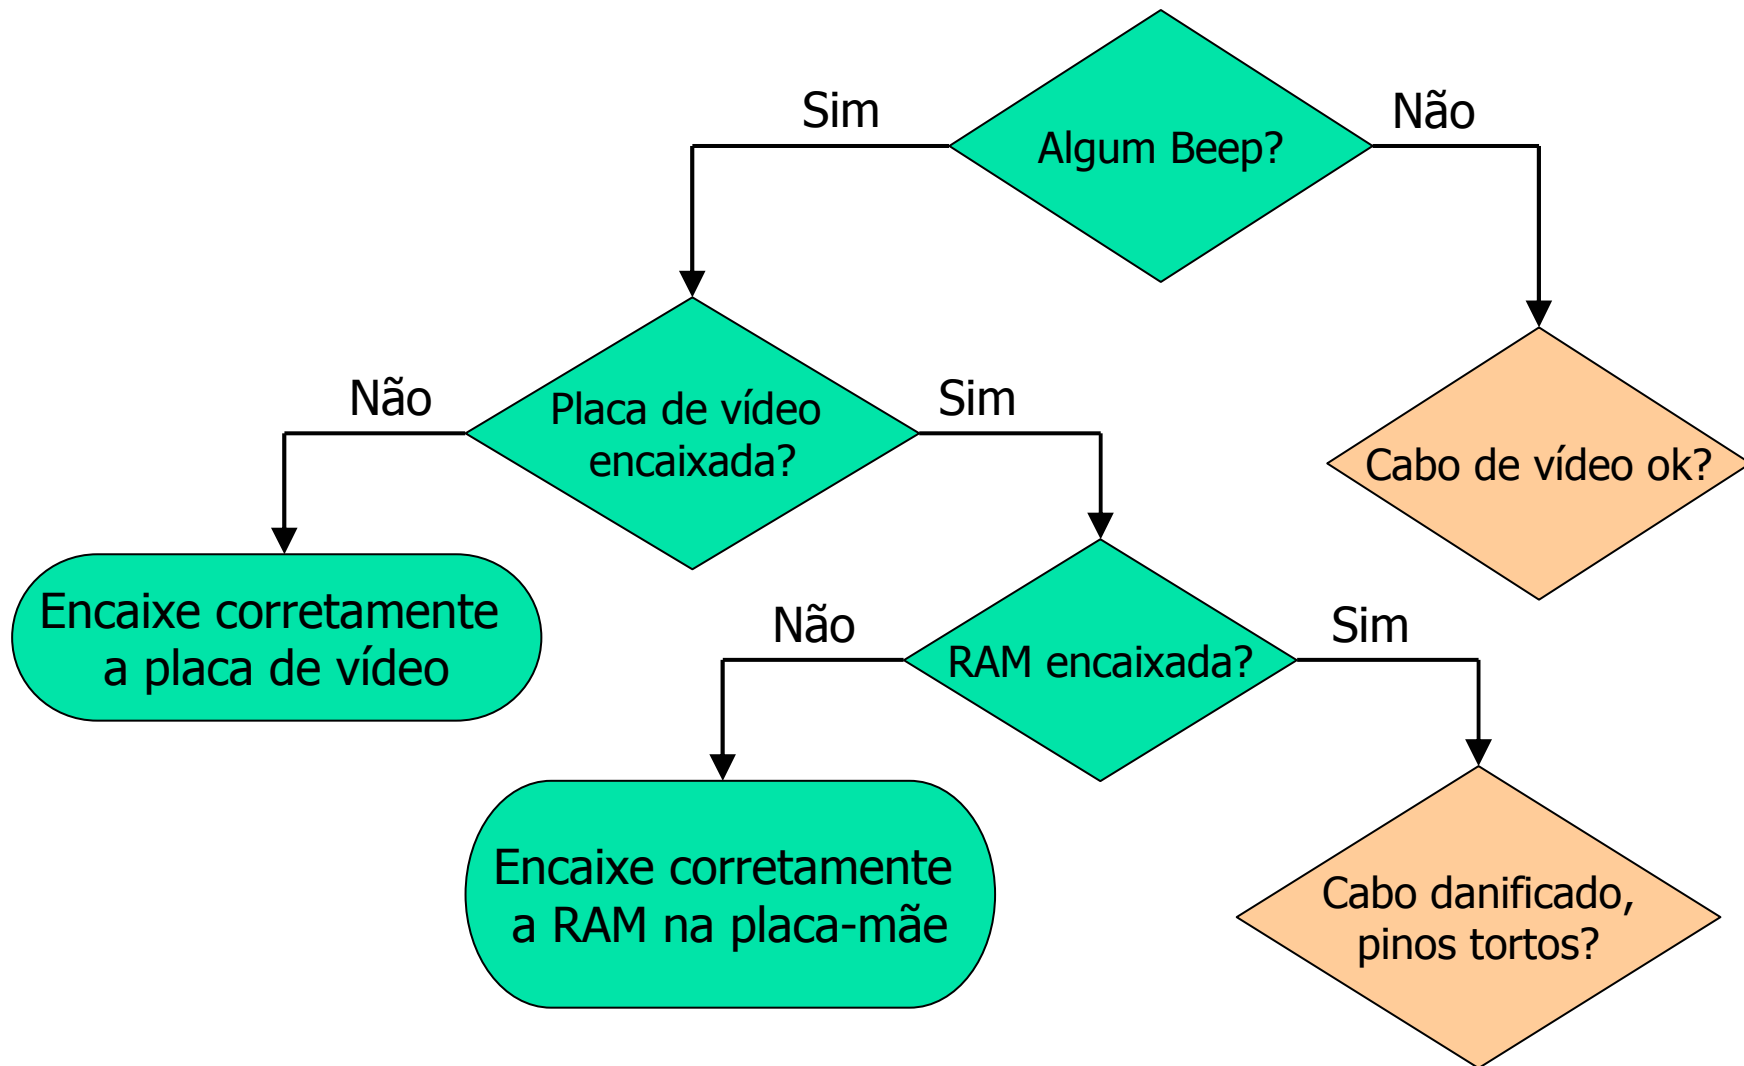 Sim
Não
Algum Beep?
Não
Sim
Placa de vídeo
encaixada?
Cabo de vídeo ok?
Encaixe corretamente
a placa de vídeo
Não
Sim
RAM encaixada?
Encaixe corretamente
a RAM na placa-mãe
Cabo danificado,
pinos tortos?